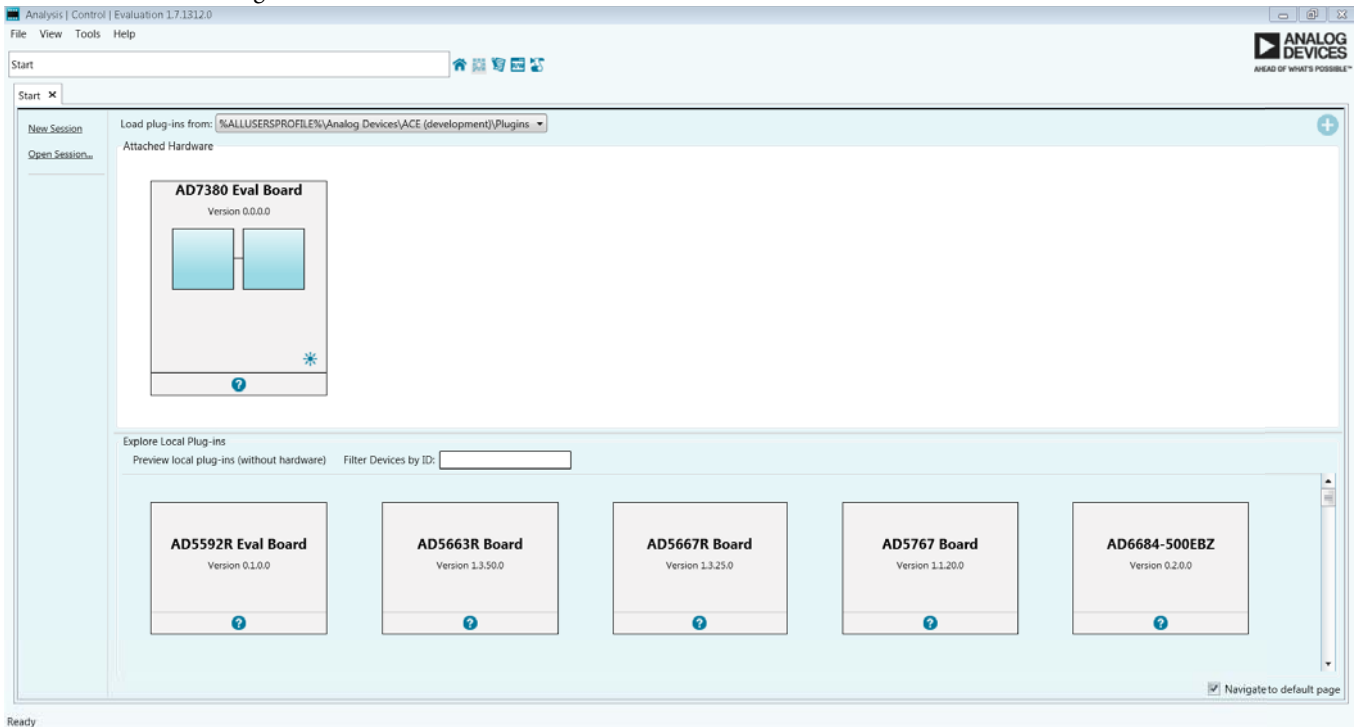 Analysis | Control | Evaluation 1.7.1312.0
File View Tools Help
ANALOG
DEVICES
AHEAD OF WHAT'S POSSIBLE™
Start
Start ×
New Session
Open Session...
Load plug-ins from: %ALLUSERSPROFILE%\Analog Devices\ACE (development)\Plugins
Attached Hardware
AD7380 Eval Board
Version 0.0.0.0
?
Explore Local Plug-ins
Preview local plug-ins (without hardware) Filter Devices by ID:
AD5592R Eval Board AD5663R Board AD5667R Board AD5767 Board AD6684-500EBZ
Version 0.1.0.0 Version 1.3.50.0 Version 1.3.25.0 Version 1.1.20.0 Version 0.2.0.0
? ? ? ? ?
Navigate to default page
Ready